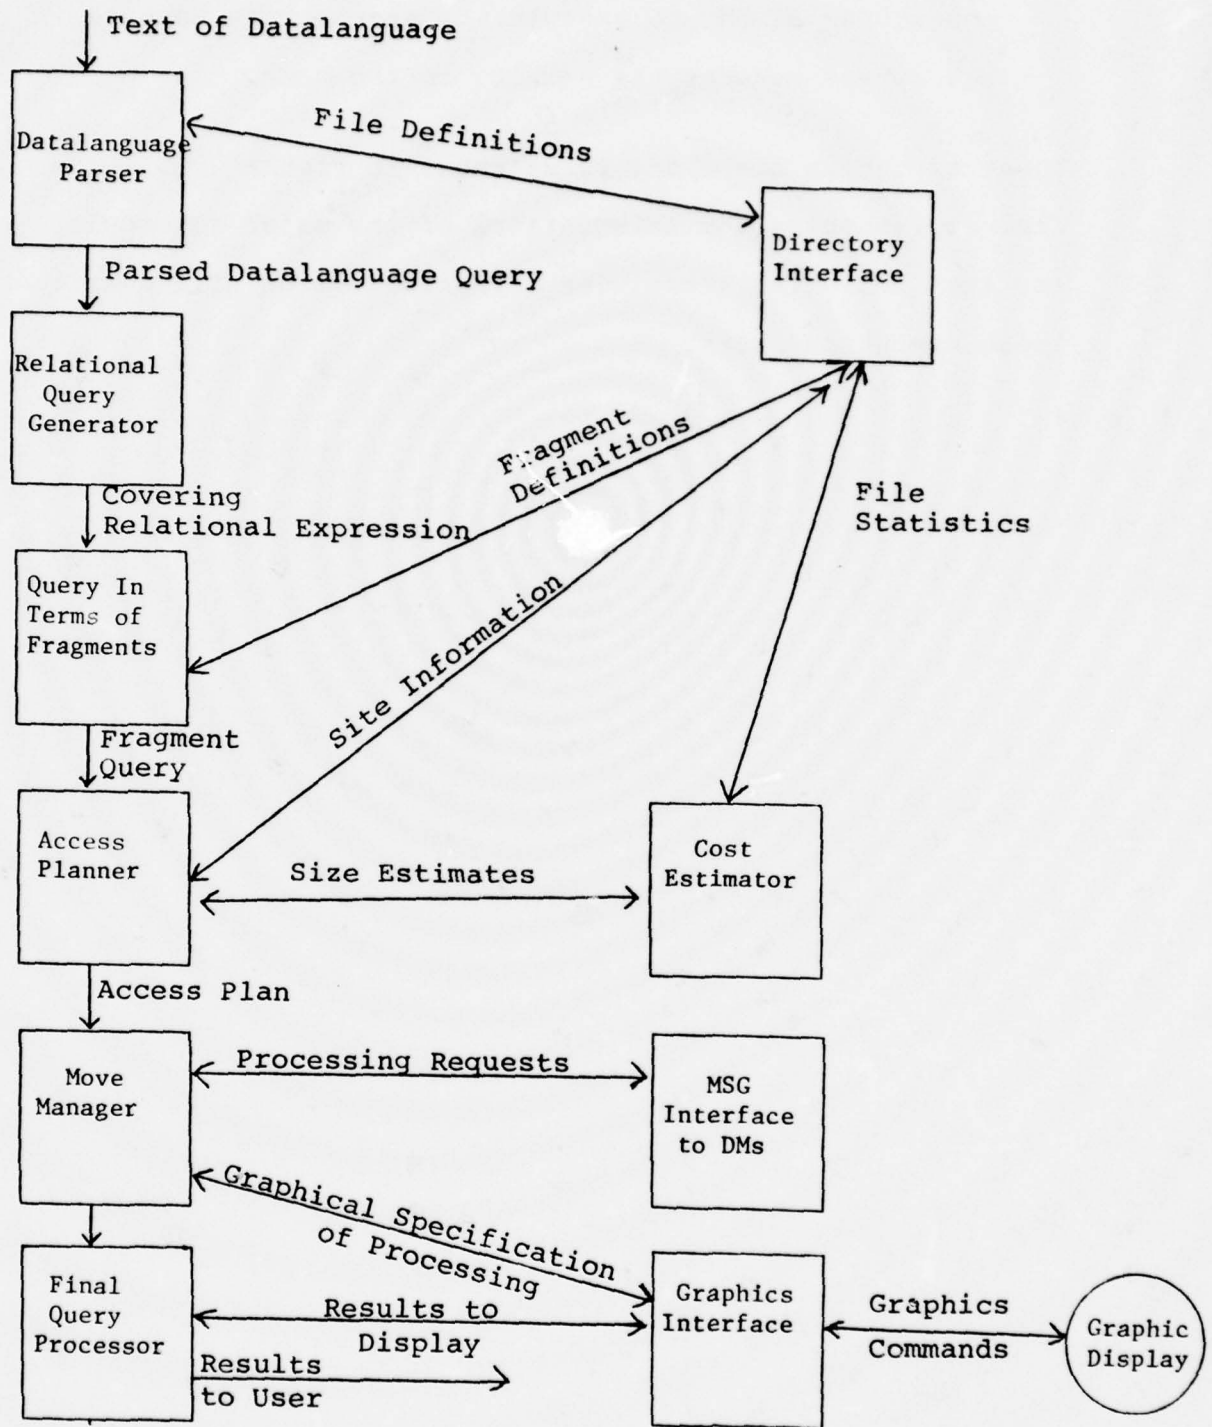 Text of Datalanguage
Datalanguage
Parser
File Definitions
Directory
Interface
Parsed Datalanguage Query
Relational
Query
Generator
Fragment
Definitions
Covering
Relational Expression
File
Statistics
Query In
Terms of
Fragments
Site Information
Fragment
Query
Access
Planner
Size Estimates
Cost
Estimator
Access Plan
Move
Manager
Processing Requests
MSG
Interface
to DMs
Graphical Specification
of Processing
Final
Query
Processor
Results to
Display
Graphics
Interface
Graphics
Commands
Graphic
Display
Results
to User